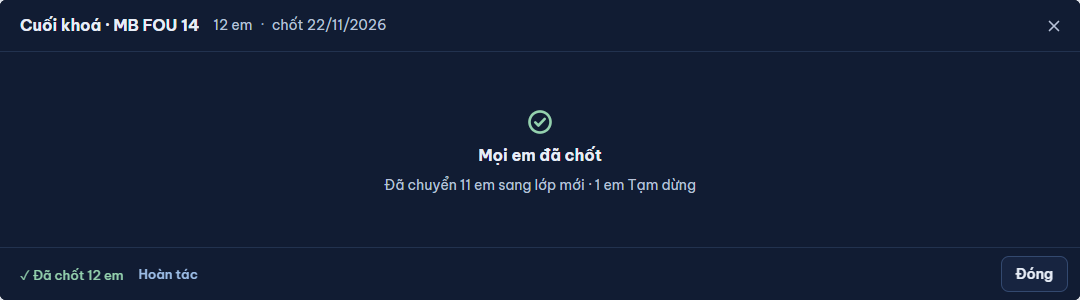 Cuối khoá · MB FOU 14 12 em · chốt 22/11/2026
Mọi em đã chốt
Đã chuyển 11 em sang lớp mới · 1 em Tạm dừng
✓ Đã chốt 12 em Hoàn tác Đóng